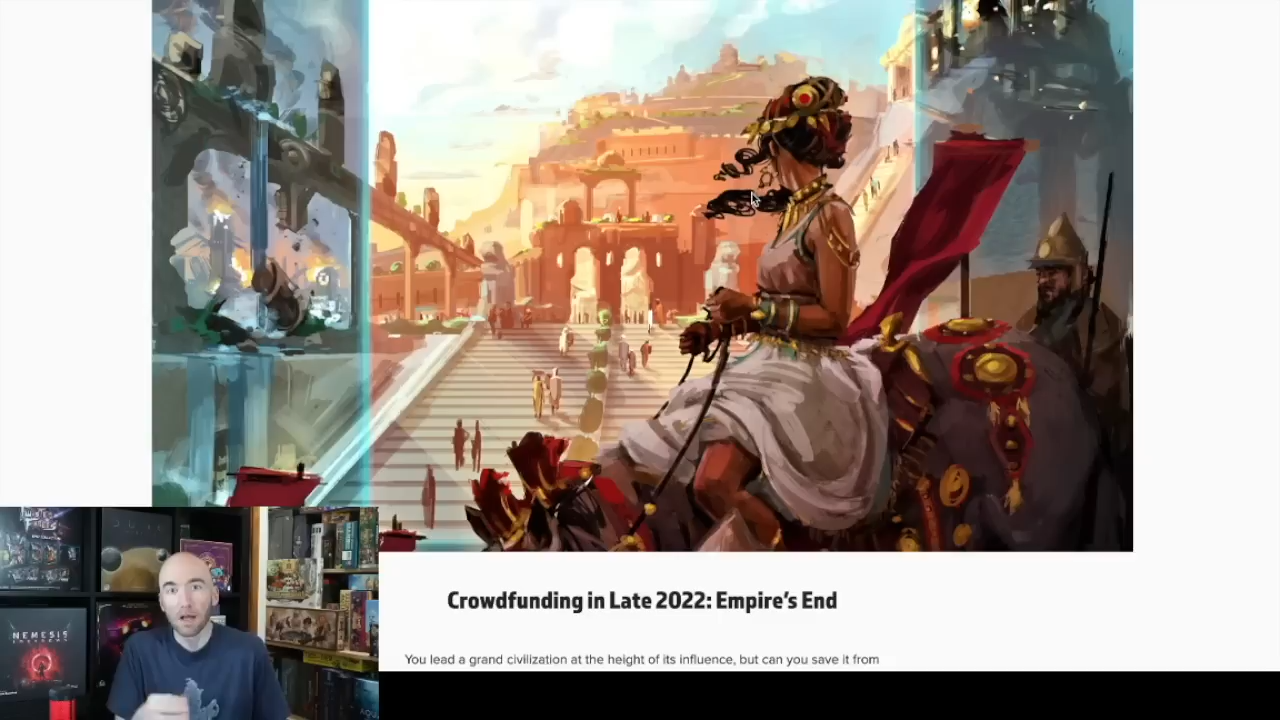 Crowdfunding in Late 2022: Empire's End
You lead a grand civilization at the height of its influence, but can you save it from
NEMESIS